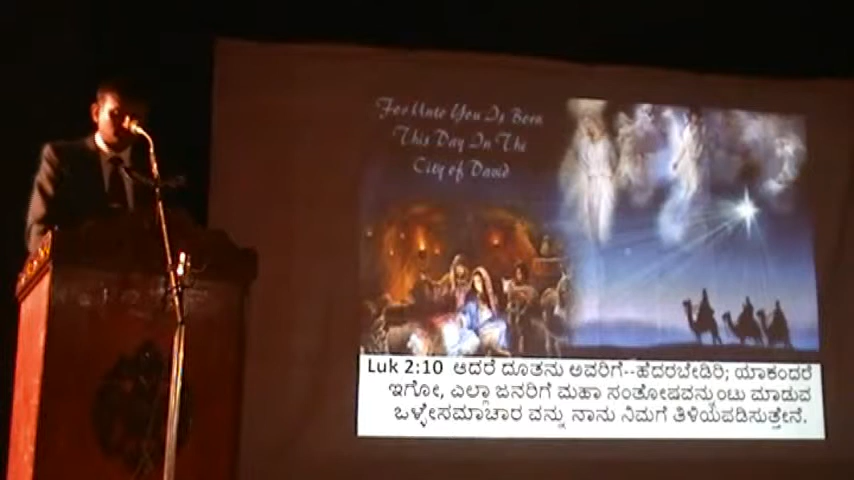 For Unto You Is Born
This Day In The
City of David
Luk 2:10 ಆದರೆ ದೂತನು ಅವರಿಗೆ--ಹೆದರಬೇಡಿರಿ; ಯಾಕಂದರೆ
ಇಗೋ, ಎಲ್ಲಾ ಜನರಿಗೆ ಮಹಾ ಸಂತೋಷವನ್ನುಂಟು ಮಾಡುವ
ಒಳ್ಳೇಸಮಾಚಾರ ವನ್ನು ನಾನು ನಿಮಗೆ ತಿಳಿಯಪಡಿಸುತ್ತೇನೆ.